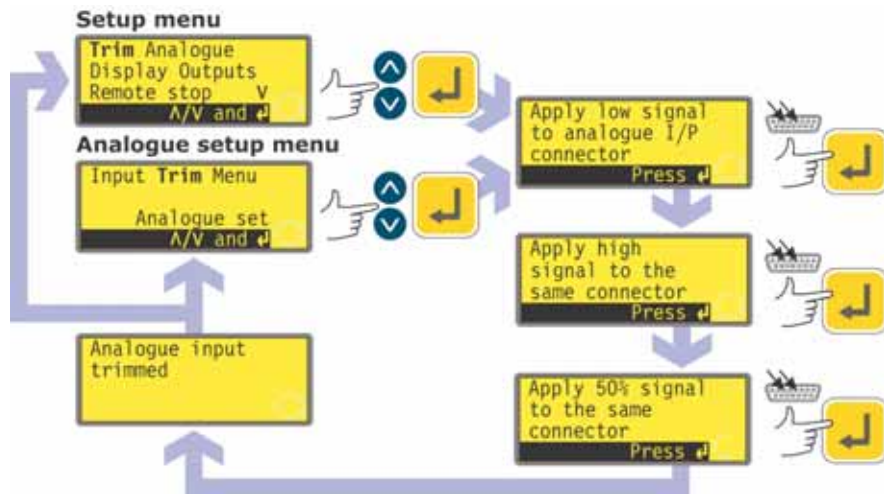 Setup menu
Trim Analogue
Display Outputs
Remote stop V
Λ/V and ↲
Analogue setup menu
Input Trim Menu
Analogue set
Λ/V and ↲
Analogue input
trimmed
Apply low signal
to analogue I/P
connector
Press ↲
Apply high
signal to the
same connector
Press ↲
Apply 50% signal
to the same
connector
Press ↲